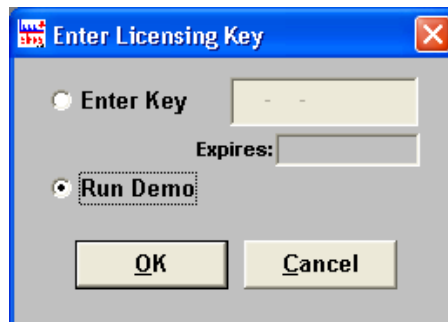 Enter Licensing Key
Enter Key - -
Expires:
Run Demo
OK Cancel